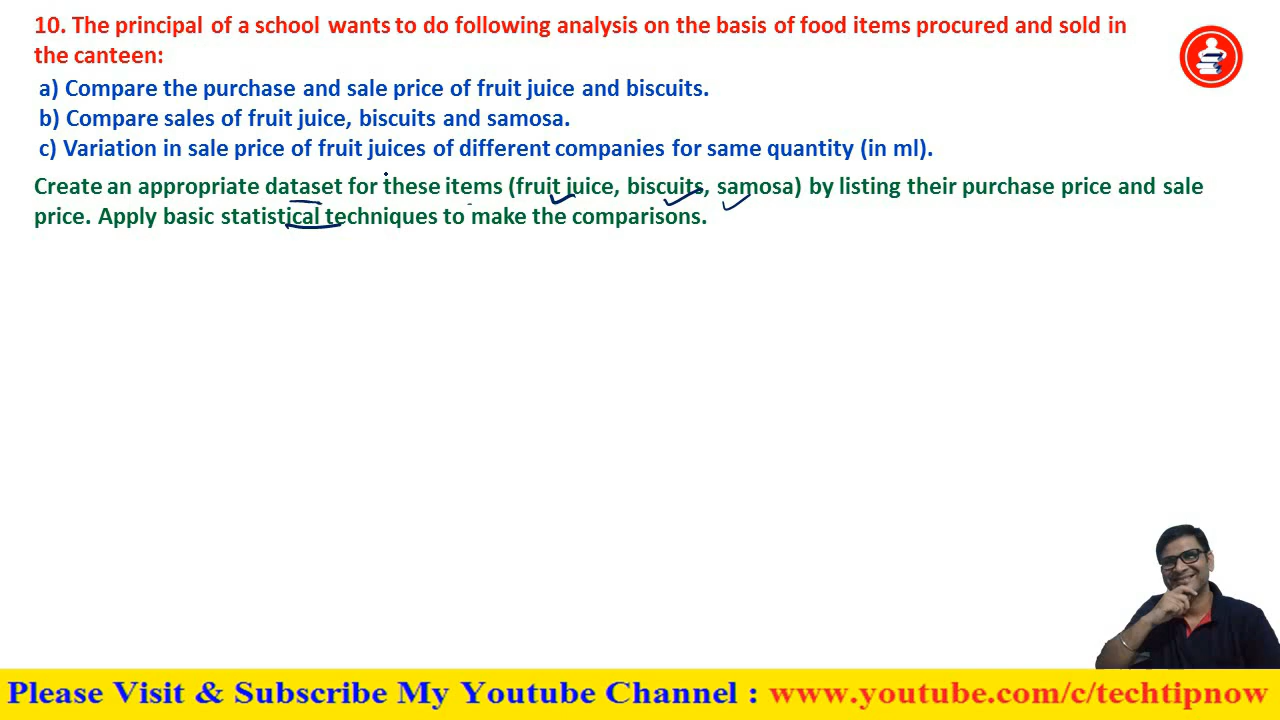 10. The principal of a school wants to do following analysis on the basis of food items procured and sold in
the canteen:
a) Compare the purchase and sale price of fruit juice and biscuits.
b) Compare sales of fruit juice, biscuits and samosa.
c) Variation in sale price of fruit juices of different companies for same quantity (in ml).
Create an appropriate dataset for these items (fruit juice, biscuits, samosa) by listing their purchase price and sale
price. Apply basic statistical techniques to make the comparisons.
Please Visit & Subscribe My Youtube Channel : www.youtube.com/c/techtipnow